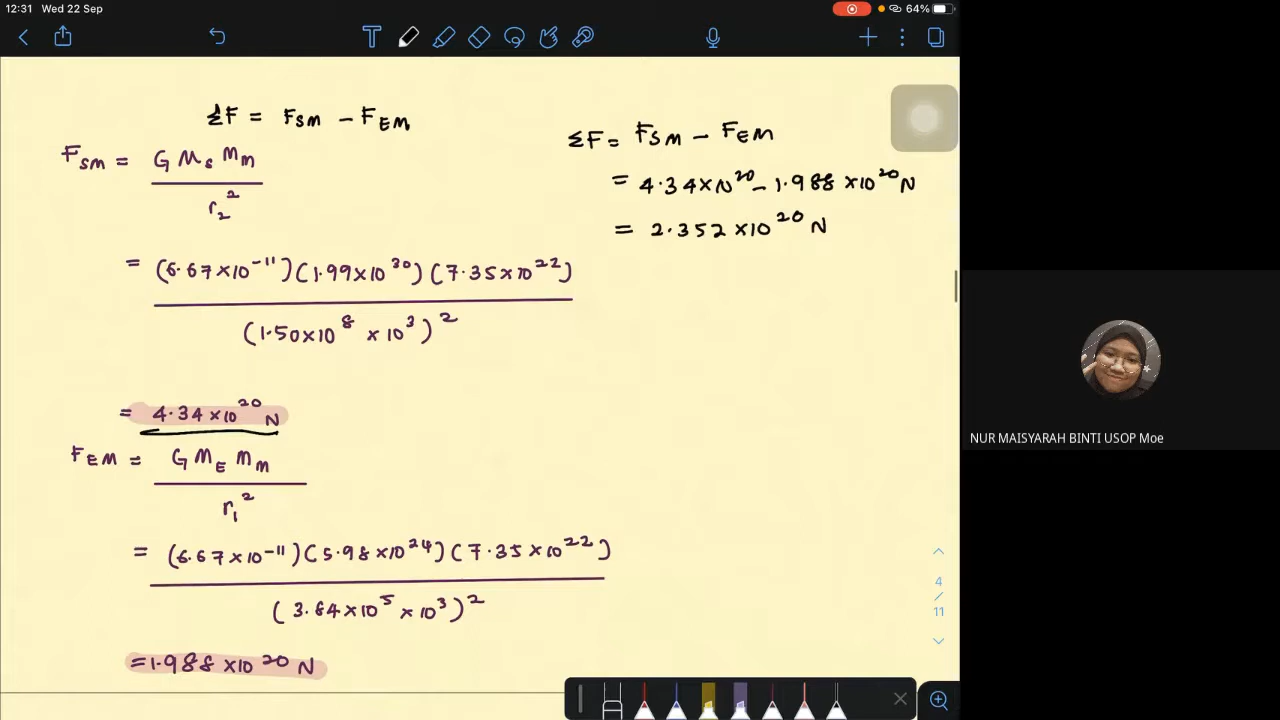 12:31 Wed 22 Sep
64%
ΣF = FSM - FEM
FSM = G Ms Mm
r2²
= (6.67×10⁻¹¹)(1.99×10³⁰)(7.35×10²²)
(1.50×10⁸ × 10³)²
= 4.34×10²⁰ N
FEM = G ME Mm
r1²
= (6.67×10⁻¹¹)(5.98×10²⁴)(7.35×10²²)
(3.84×10⁵ × 10³)²
= 1.988 ×10²⁰ N
ΣF = FSM - FEM
= 4.34×N²⁰ - 1.988 ×10²⁰ N
= 2.352 ×10²⁰ N
4
/
11
NUR MAISYARAH BINTI USOP Moe